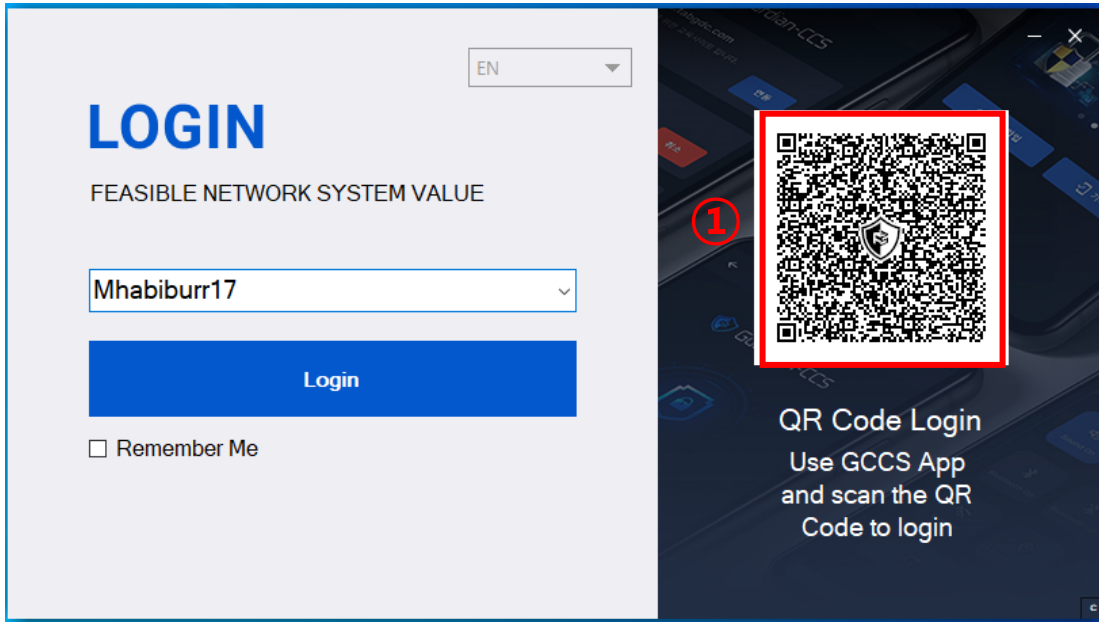 EN
LOGIN
FEASIBLE NETWORK SYSTEM VALUE
Mhabiburr17
Login
Remember Me
①
QR Code Login
Use GCCS App
and scan the QR
Code to login